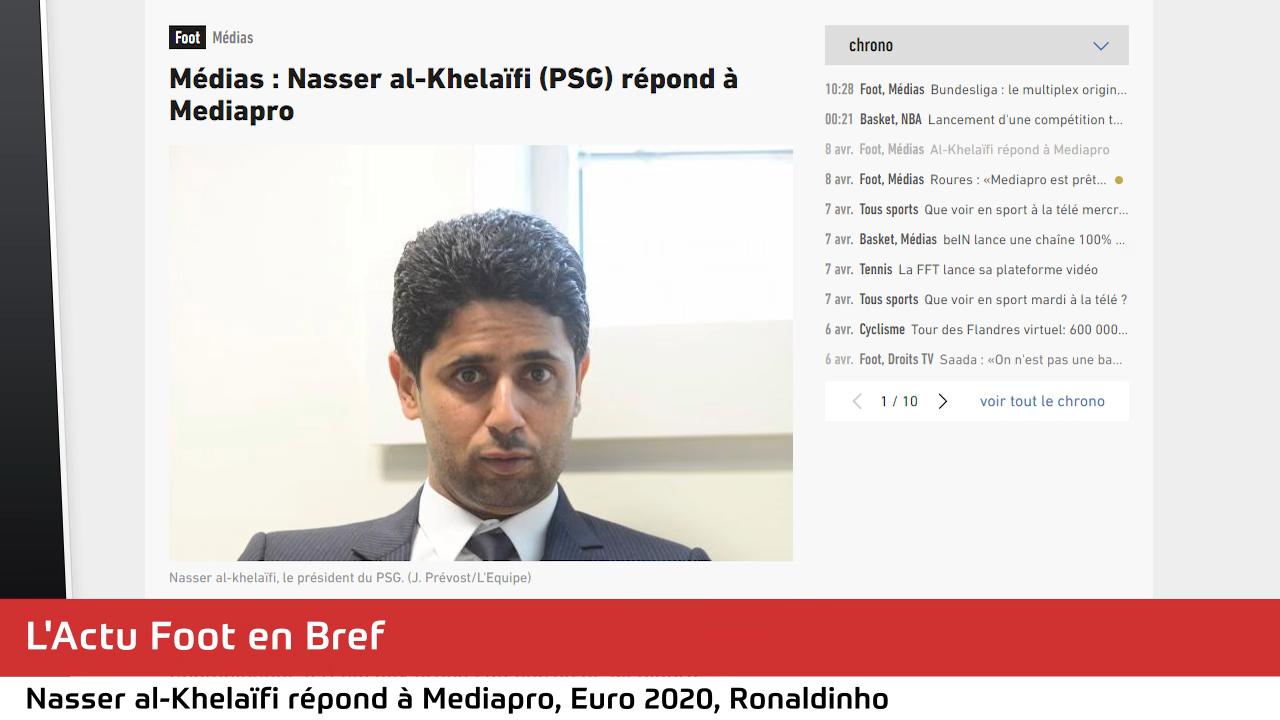 Foot Médias
Médias : Nasser al-Khelaïfi (PSG) répond à
Mediapro
Nasser al-khelaïfi, le président du PSG. (J. Prévost/L'Equipe)
chrono
10:28 Foot, Médias Bundesliga : le multiplex origin...
00:21 Basket, NBA Lancement d'une compétition t...
8 avr. Foot, Médias Al-Khelaïfi répond à Mediapro
8 avr. Foot, Médias Roures : «Mediapro est prêt...
7 avr. Tous sports Que voir en sport à la télé mercr...
7 avr. Basket, Médias beIN lance une chaîne 100% ...
7 avr. Tennis La FFT lance sa plateforme vidéo
7 avr. Tous sports Que voir en sport mardi à la télé ?
6 avr. Cyclisme Tour des Flandres virtuel: 600 000...
6 avr. Foot, Droits TV Saada : «On n'est pas une ba...
1 / 10 voir tout le chrono
L'Actu Foot en Bref
Nasser al-Khelaïfi répond à Mediapro, Euro 2020, Ronaldinho